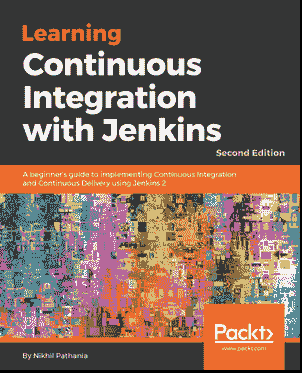 Learning
Continuous
Integration
with Jenkins
Second Edition
A beginner's guide to implementing Continuous Integration
and Continuous Delivery using Jenkins 2
Packt>
www.packt.com
By Nikhil Pathania